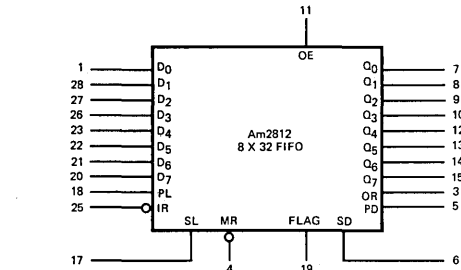 11
OE
1 D0 Q0 7
28 D1 Q1 8
27 D2 Q2 9
26 D3 Q3 10
23 D4 Am2812 Q4 12
22 D5 8 X 32 FIFO Q5 13
21 D6 Q6 14
20 D7 Q7 15
18 PL OR 3
25 IR PD 5
SL MR FLAG SD
17 4 19 6